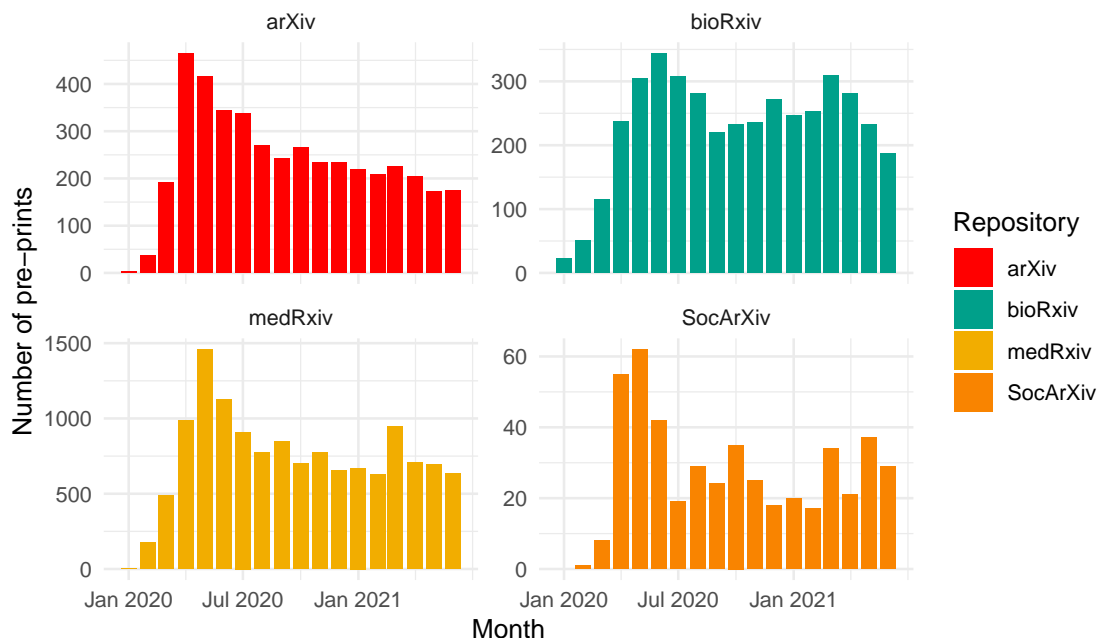 arXiv
bioRxiv
400
300
200
100
0
300
200
100
0
medRxiv
SocArXiv
1500
1000
500
0
60
40
20
0
Jan 2020 Jul 2020 Jan 2021
Jan 2020 Jul 2020 Jan 2021
Month
Number of pre−prints
Repository
arXiv
bioRxiv
medRxiv
SocArXiv